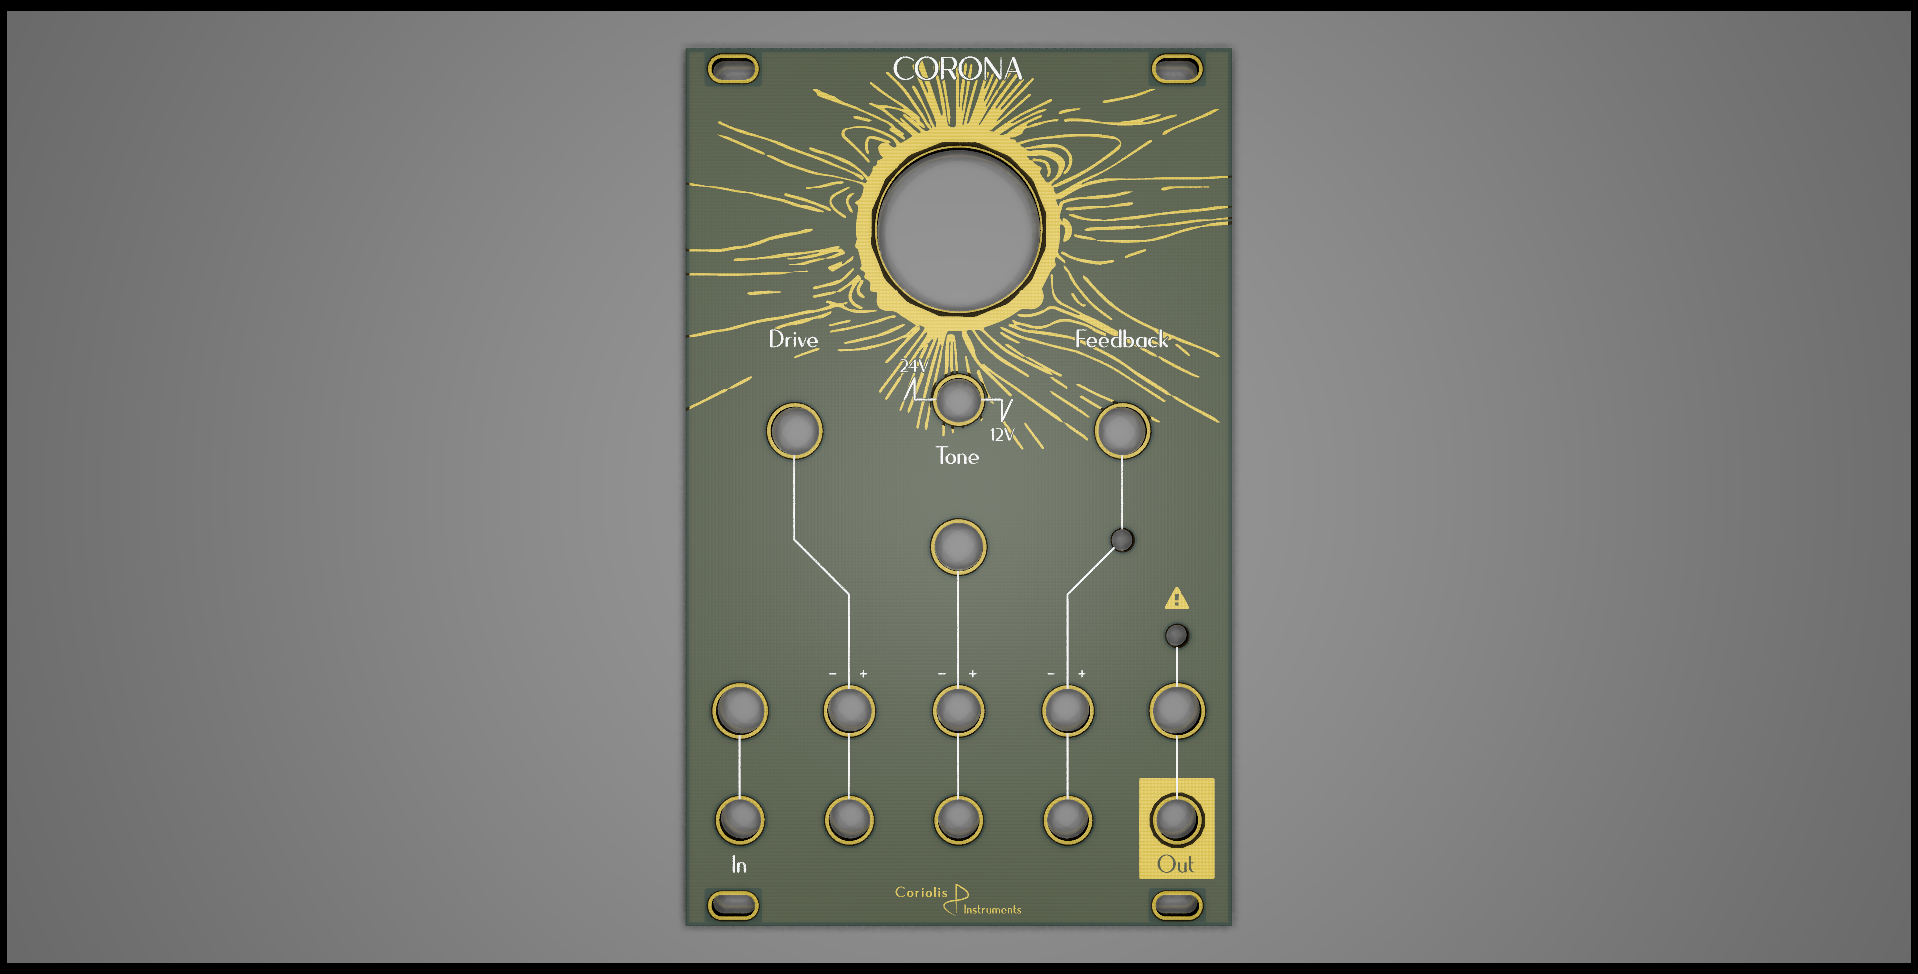 CORONA
Drive
Feedback
24V
12V
Tone
- +
- +
- +
In
Out
Coriolis
Instruments